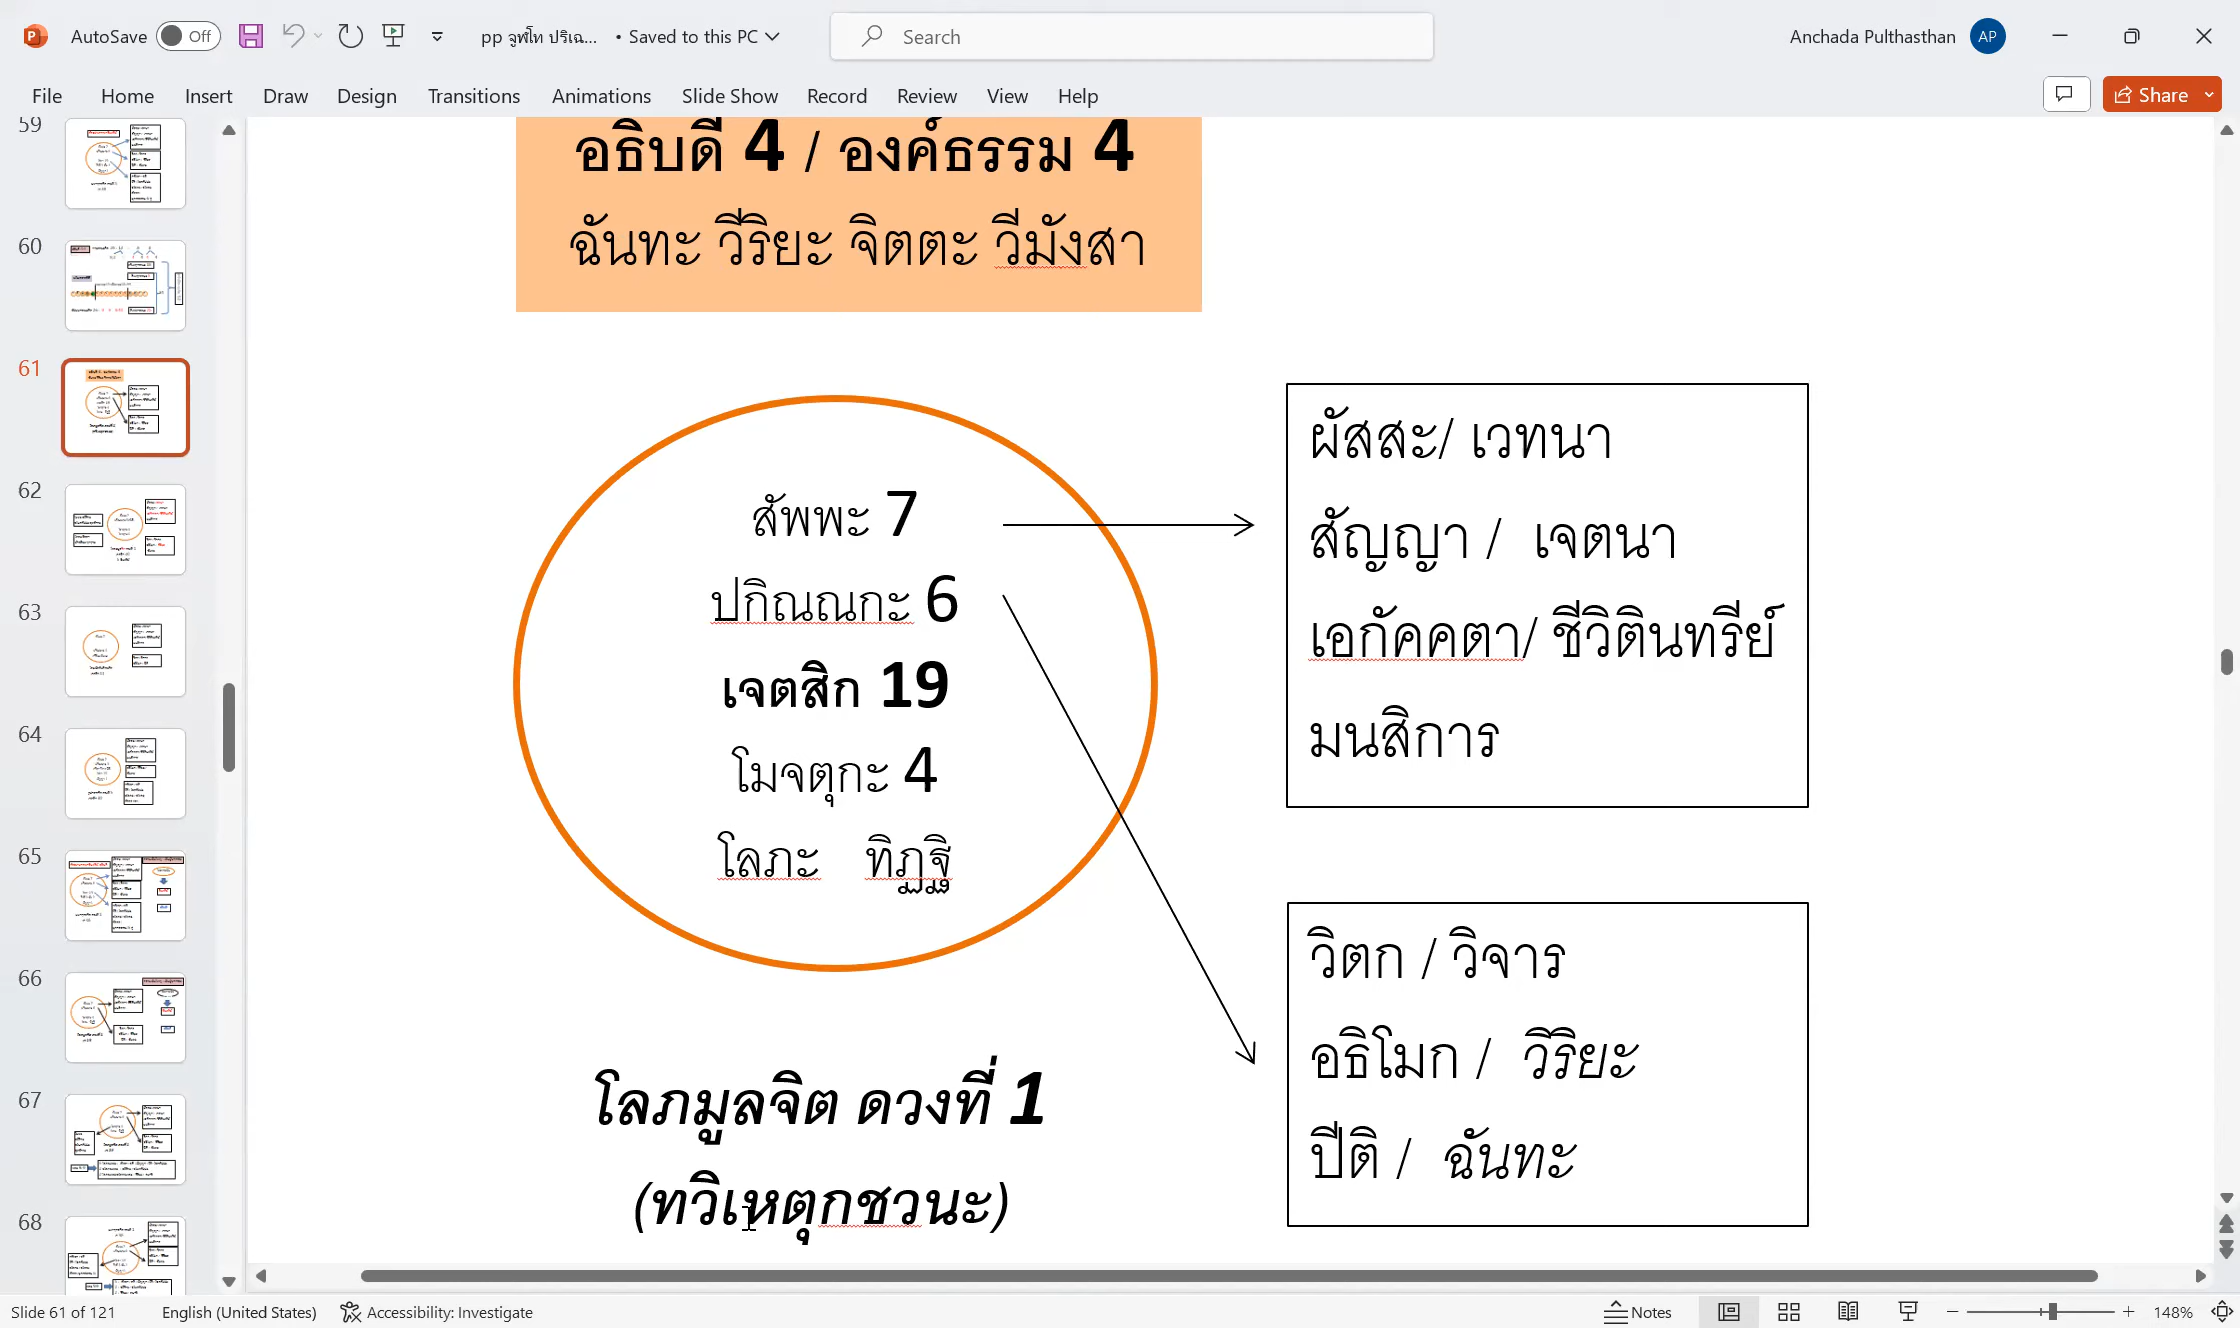 AutoSave Off pp จูฬโท ปริเฉ... • Saved to this PC Search Anchada Pulthasthan AP
File Home Insert Draw Design Transitions Animations Slide Show Record Review View Help Share
59
60
61
62
63
64
65
66
67
68
อธิบดี 4 / องค์ธรรม 4
ฉันทะ วีริยะ จิตตะ วีมังสา
สัพพะ 7
ปกิณณกะ 6
เจตสิก 19
โมจตุกะ 4
โลภะ ทิฏฐิ
โลภมูลจิต ดวงที่ 1
(ทวิเหตุกชวนะ)
ผัสสะ/ เวทนา
สัญญา / เจตนา
เอกัคคตา/ ชีวิตินทรีย์
มนสิการ
วิตก / วิจาร
อธิโมก / วิริยะ
ปีติ / ฉันทะ
Slide 61 of 121 English (United States) Accessibility: Investigate Notes 148%